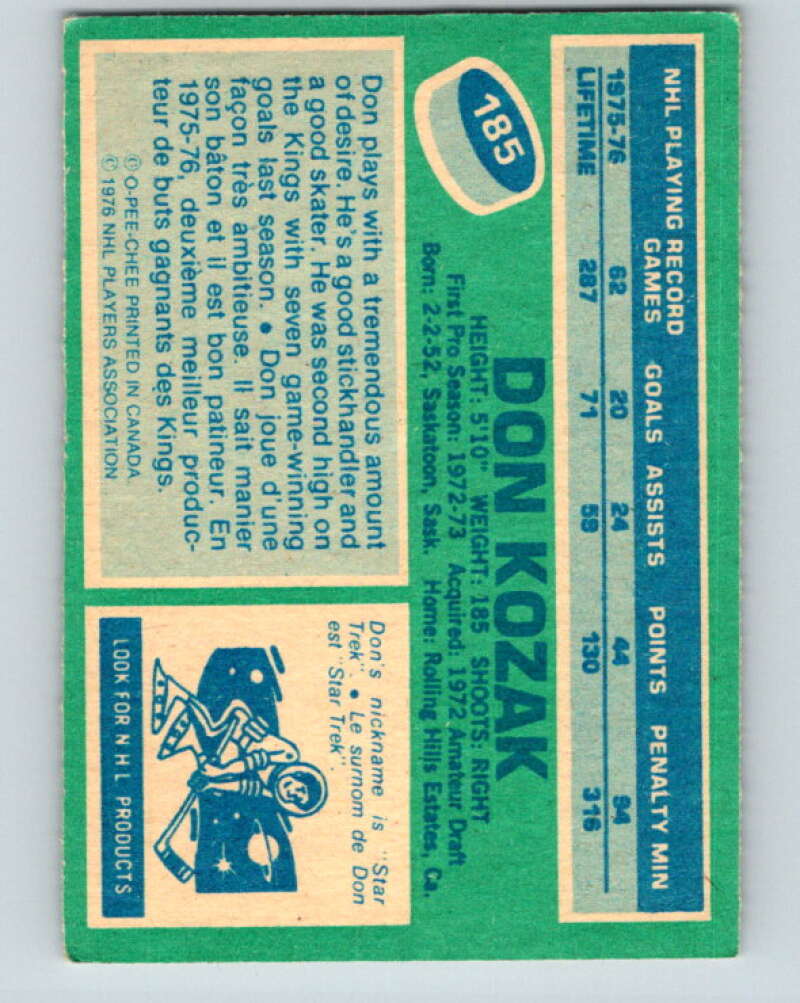 NHL PLAYING RECORD
GAMES GOALS ASSISTS POINTS PENALTY MIN
1975-76 62 20 24 44 94
LIFETIME 287 71 59 130 316
185
DON KOZAK
HEIGHT: 5'10" WEIGHT: 185 SHOOTS: RIGHT
First Pro Season: 1972-73 Acquired: 1972 Amateur Draft
Born: 2-2-52, Saskatoon, Sask. Home: Rolling Hills Estates, Ca.
Don plays with a tremendous amount
of desire. He's a good stickhandler and
a good skater. He was second high on
the Kings with seven game-winning
goals last season. ● Don joue d'une
façon très ambitieuse. Il sait manier
son bâton et il est bon patineur. En
1975-76, deuxième meilleur produc-
teur de buts gagnants des Kings.
© O-PEE-CHEE PRINTED IN CANADA
© 1976 NHL PLAYERS ASSOCIATION
Don's nickname is "Star
Trek". ● Le surnom de Don
est "Star Trek".
LOOK FOR NHL PRODUCTS